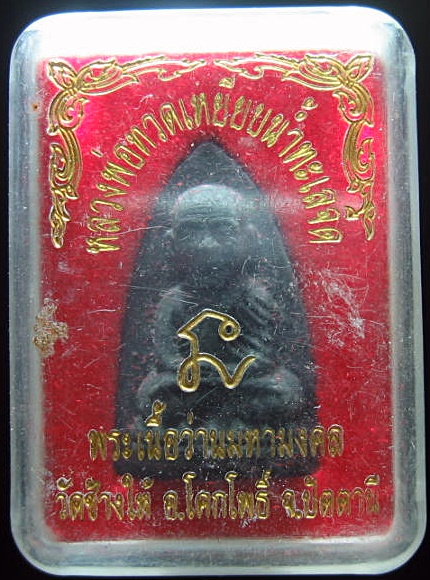 หลวงพ่อทวดเหยียบน้ำทะเลจืด
พระเนื้อว่านมหามงคล
วัดช้างให้ อ.โคกโพธิ์ จ.ปัตตานี